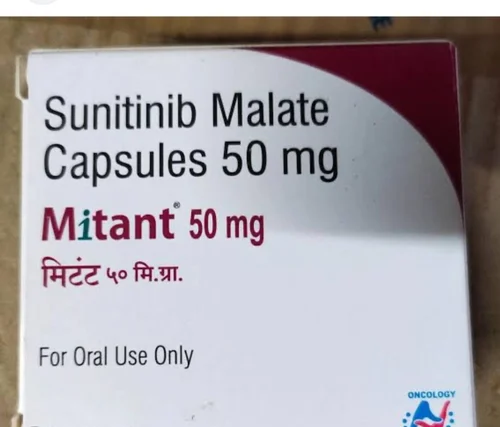 Sunitinib Malate
Capsules 50 mg
Mitant® 50 mg
मिटंट ५० मि.ग्रा.
For Oral Use Only
ONCOLOGY